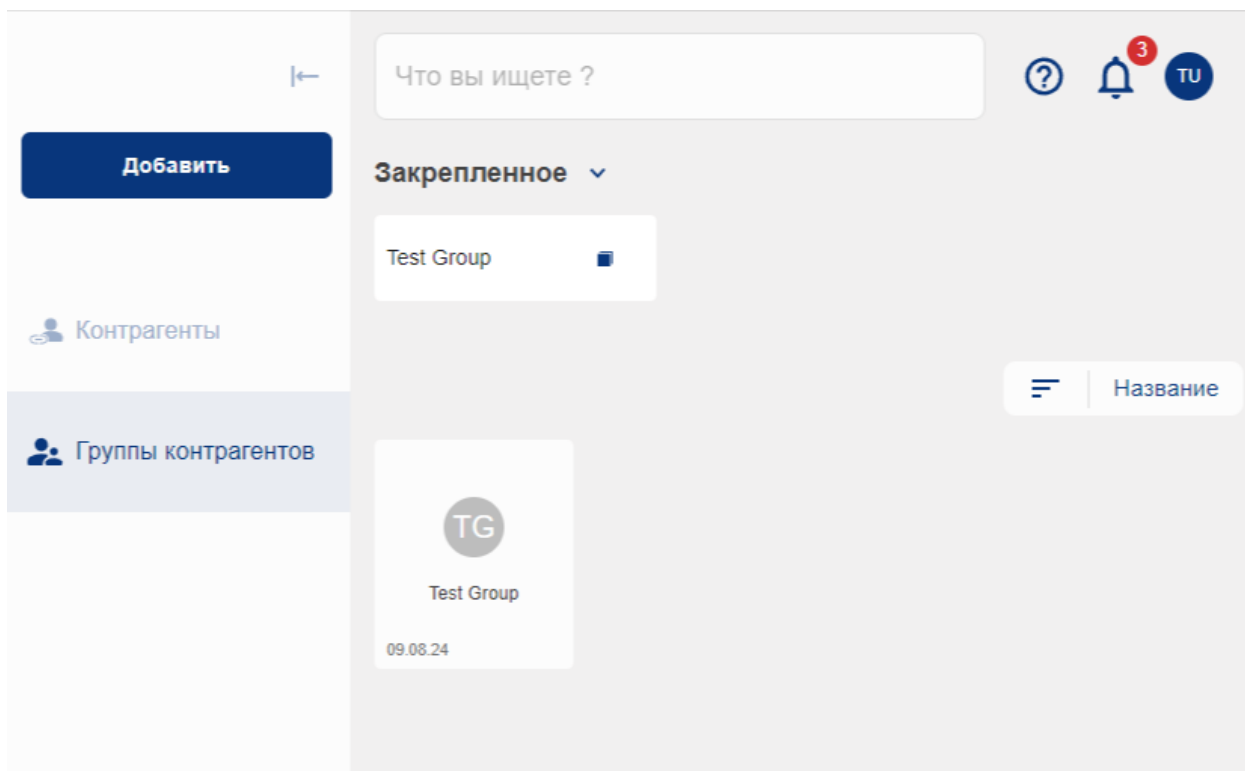 Что вы ищете ?
3
TU
Добавить
Закрепленное
Test Group
Контрагенты
Название
Группы контрагентов
TG
Test Group
09.08.24